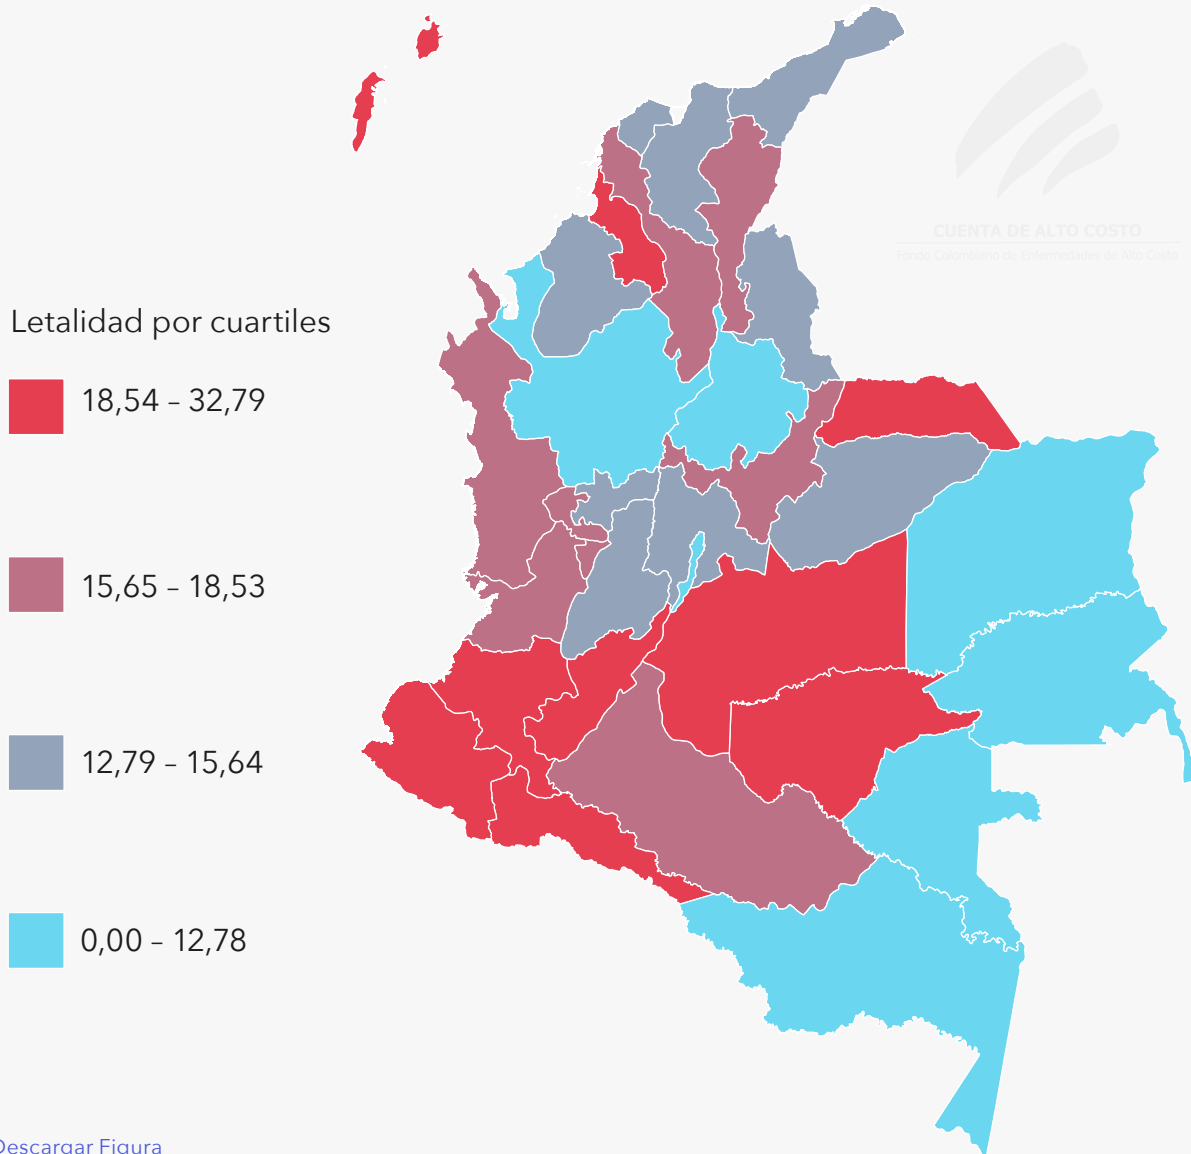 CUENTA DE ALTO COSTO
Fondo Colombiano de Enfermedades de Alto Costo
Letalidad por cuartiles
18,54 – 32,79
15,65 – 18,53
12,79 – 15,64
0,00 – 12,78
Descargar Figura